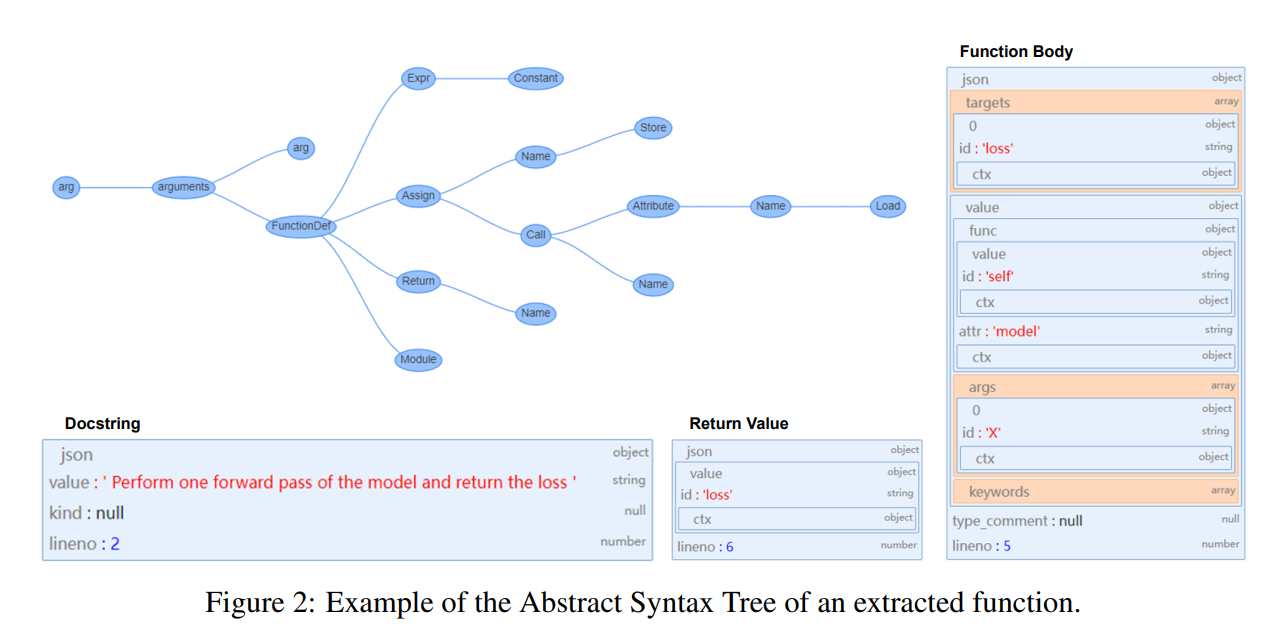 Expr
Constant
Store
arg
Name
arg
arguments
Assign
Attribute
Name
Load
FunctionDef
Call
Return
Name
Name
Module
Function Body
json object
targets array
0 object
id : 'loss' string
ctx object
value object
func object
value object
id : 'self' string
ctx object
attr : 'model' string
ctx object
args array
0 object
id : 'X' string
ctx object
keywords array
type_comment : null null
lineno : 5 number
Docstring
json object
value : ' Perform one forward pass of the model and return the loss ' string
kind : null null
lineno : 2 number
Return Value
json object
value object
id : 'loss' string
ctx object
lineno : 6 number
Figure 2: Example of the Abstract Syntax Tree of an extracted function.